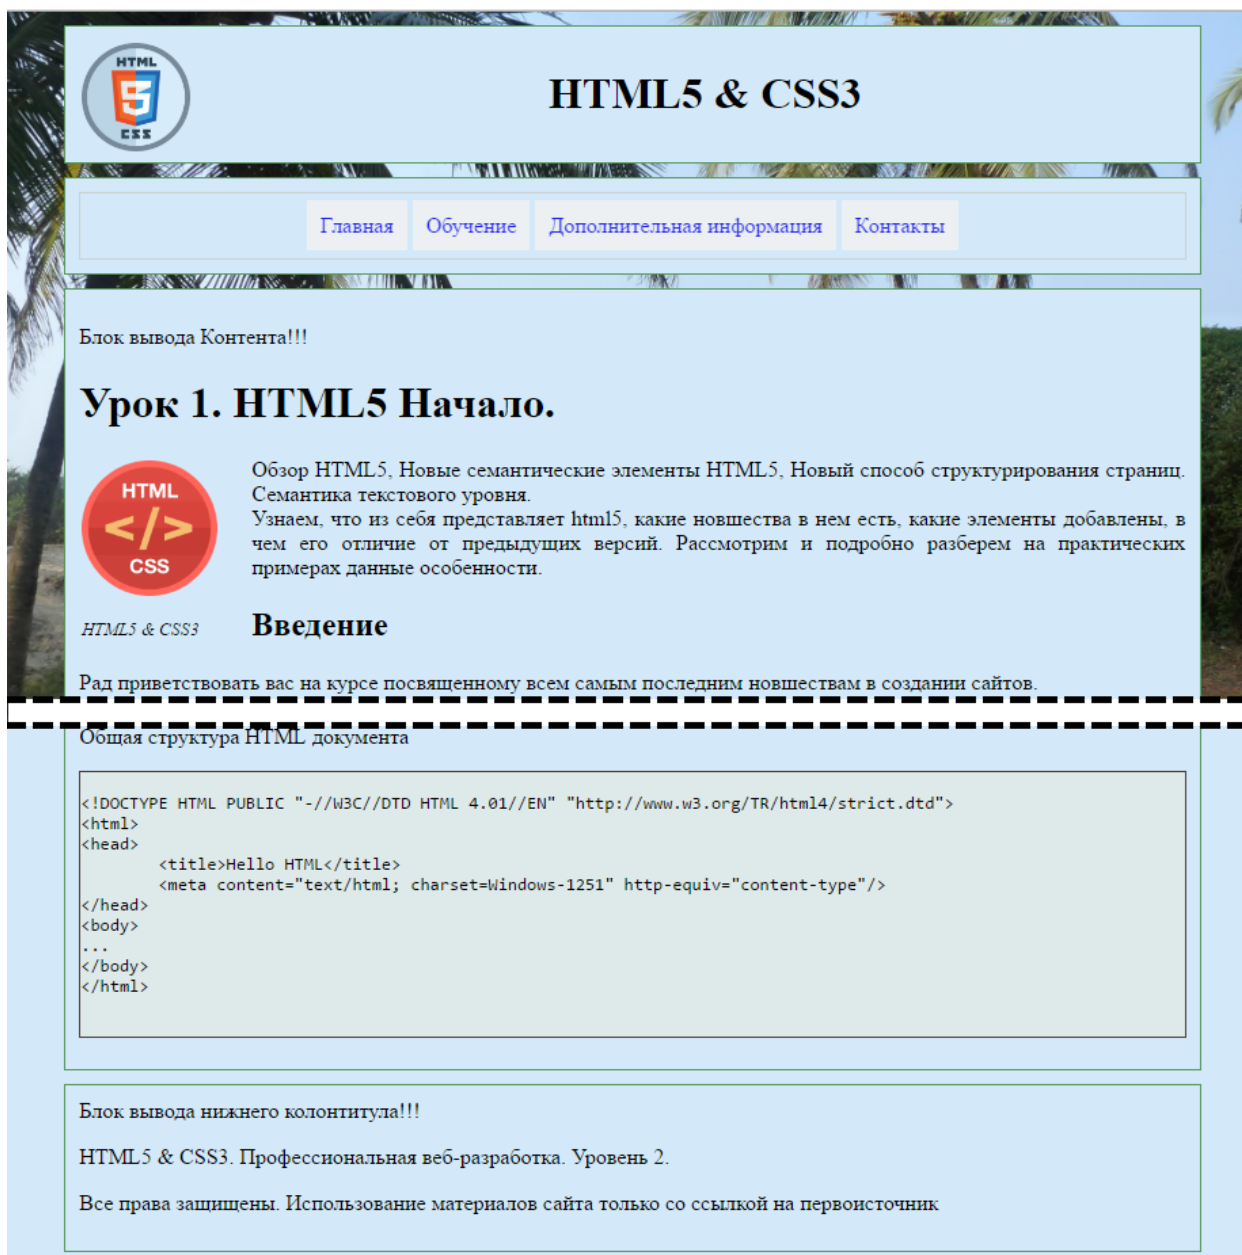 HTML
5
CSS
HTML5 & CSS3
Главная Обучение Дополнительная информация Контакты
Блок вывода Контента!!!
Урок 1. HTML5 Начало.
HTML
</>
CSS
HTML5 & CSS3
Обзор HTML5, Новые семантические элементы HTML5, Новый способ структурирования страниц.
Семантика текстового уровня.
Узнаем, что из себя представляет html5, какие новшества в нем есть, какие элементы добавлены, в
чем его отличие от предыдущих версий. Рассмотрим и подробно разберем на практических
примерах данные особенности.
Введение
Рад приветствовать вас на курсе посвященному всем самым последним новшествам в создании сайтов.
Общая структура HTML документа
<!DOCTYPE HTML PUBLIC "-//W3C//DTD HTML 4.01//EN" "http://www.w3.org/TR/html4/strict.dtd">
<html>
<head>
<title>Hello HTML</title>
<meta content="text/html; charset=Windows-1251" http-equiv="content-type"/>
</head>
<body>
...
</body>
</html>
Блок вывода нижнего колонтитула!!!
HTML5 & CSS3. Профессиональная веб-разработка. Уровень 2.
Все права защищены. Использование материалов сайта только со ссылкой на первоисточник